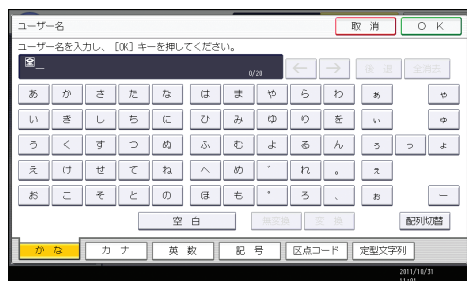 ユーザー名
取 消
O K
ユーザー名を入力し、[OK] キーを押してください。
全_
0/20
← → 後 退 全消去
あ か さ た な は ま や ら わ ぁ ゃ
い き し ち に ひ み ゆ り を ぃ ゅ
う く す つ ぬ ふ む よ る ん ぅ っ ょ
え け せ て ね へ め ゛ れ 。 ぇ
お こ そ と の ほ も ゜ ろ 、 ぉ ー
空 白 無変換 変 換 配列切替
か な カ ナ 英 数 記 号 区点コード 定型文字列
2011/10/31